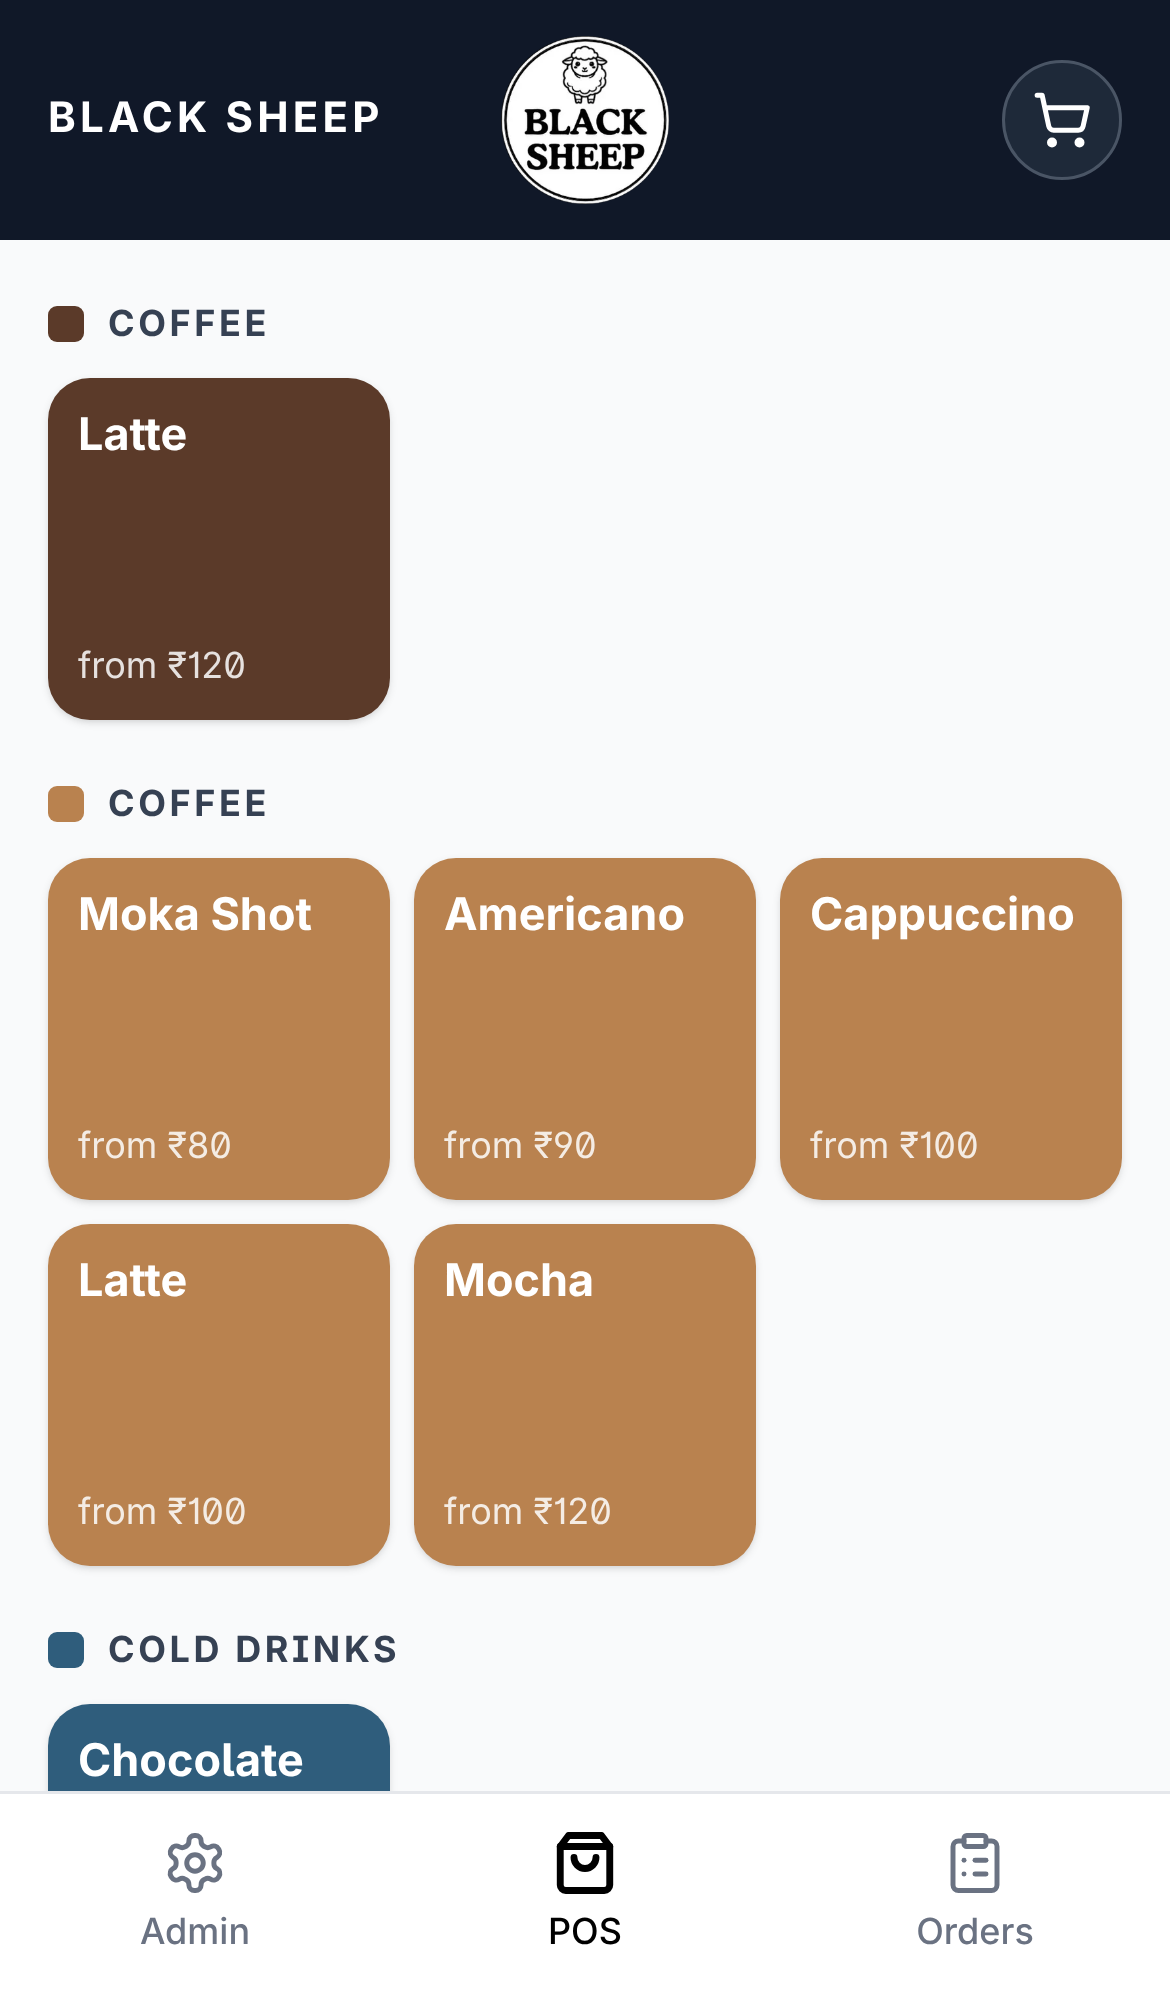 BLACK SHEEP
BLACK
SHEEP
COFFEE
Latte
from ₹120
COFFEE
Moka Shot
from ₹80
Americano
from ₹90
Cappuccino
from ₹100
Latte
from ₹100
Mocha
from ₹120
COLD DRINKS
Chocolate
Admin
POS
Orders